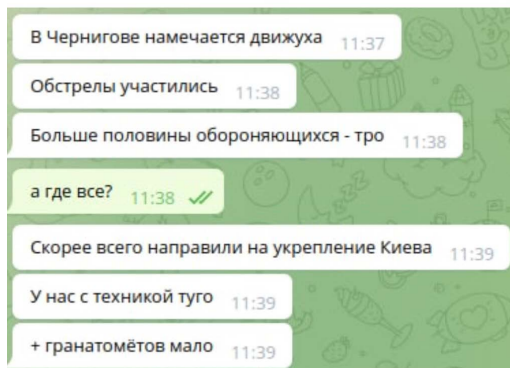 В Чернигове намечается движуха 11:37
Обстрелы участились 11:38
Больше половины обороняющихся - тро 11:38
а где все? 11:38
Скорее всего направили на укрепление Киева 11:39
У нас с техникой туго 11:39
+ гранатомётов мало 11:39